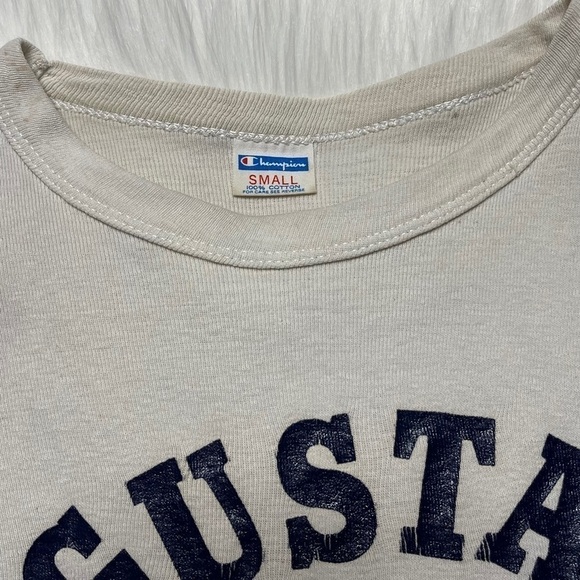 Champion
SMALL
100% COTTON
FOR CARE SEE REVERSE
GUSTA